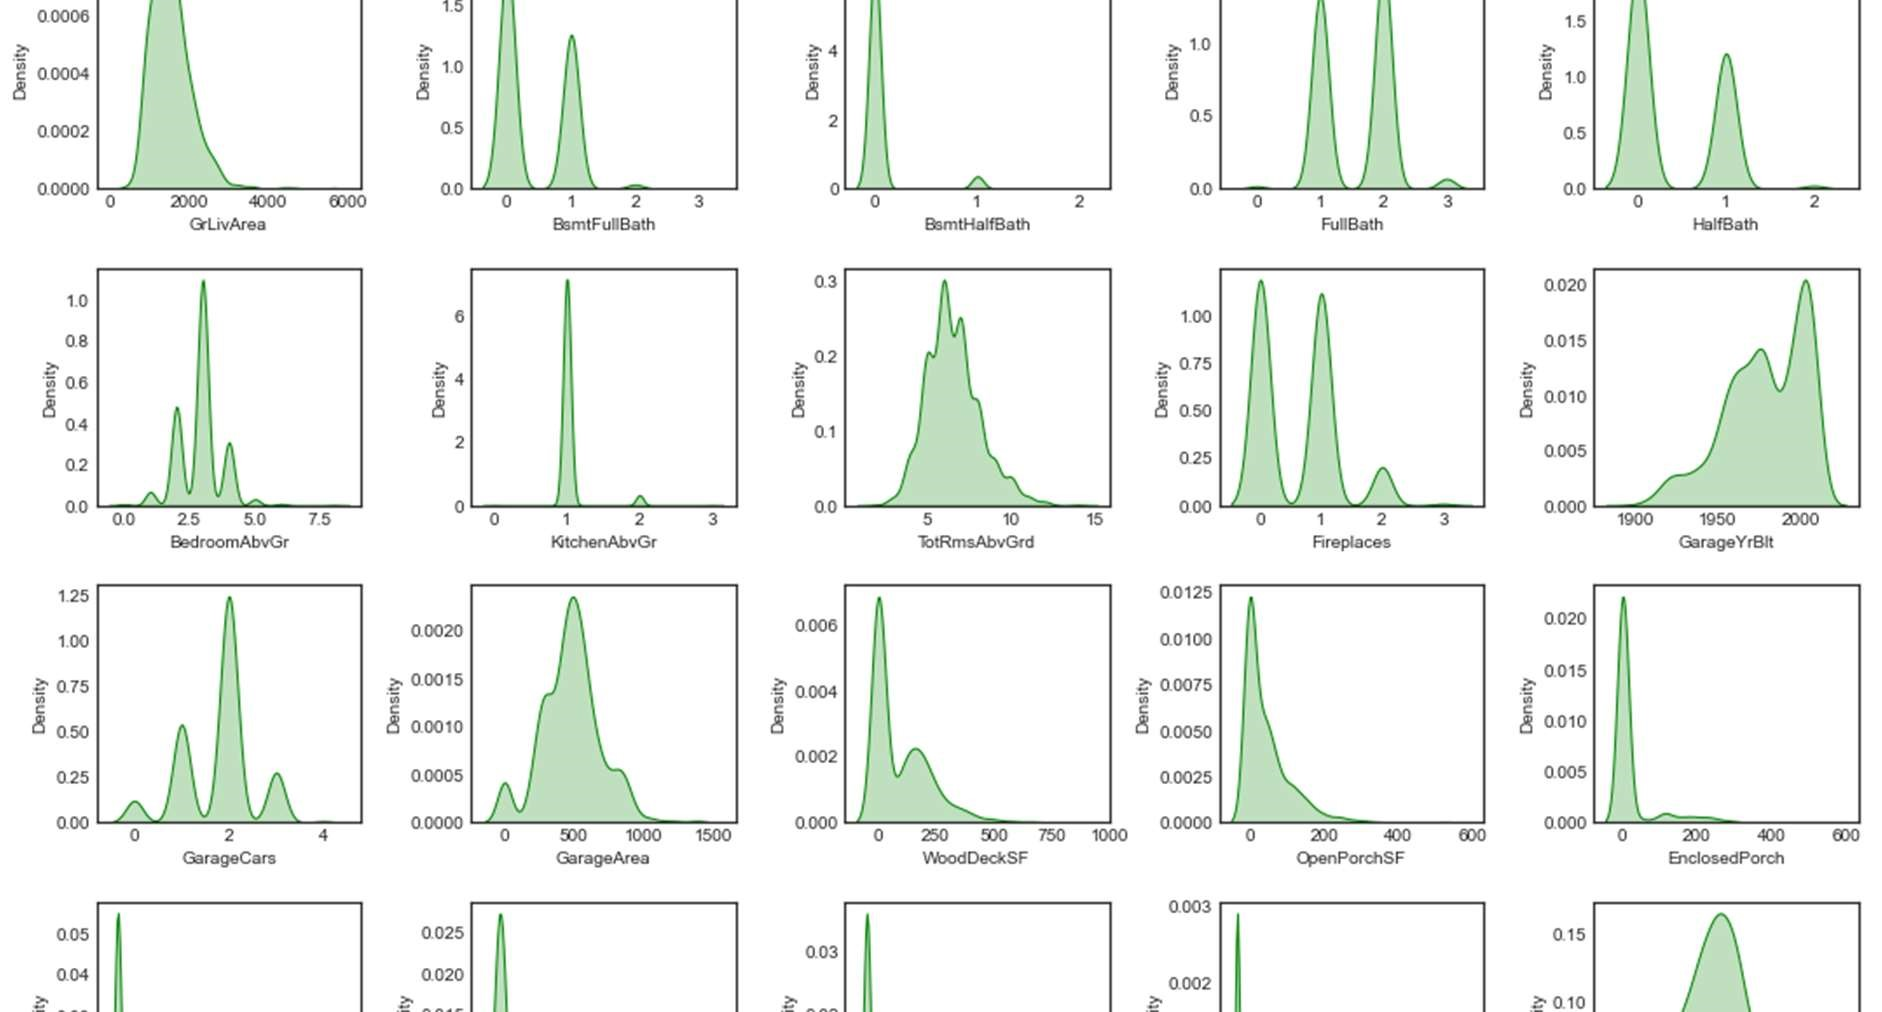 0.0006
0.0004
0.0002
0.0000
Density
0 2000 4000 6000
GrLivArea
1.5
1.0
0.5
0.0
Density
0 1 2 3
BsmtFullBath
4
2
0
Density
0 1 2
BsmtHalfBath
1.0
0.5
0.0
Density
0 1 2 3
FullBath
1.5
1.0
0.5
0.0
Density
0 1 2
HalfBath
1.0
0.8
0.6
0.4
0.2
0.0
Density
0.0 2.5 5.0 7.5
BedroomAbvGr
6
4
2
0
Density
0 1 2 3
KitchenAbvGr
0.3
0.2
0.1
0.0
Density
5 10 15
TotRmsAbvGrd
1.00
0.75
0.50
0.25
0.00
Density
0 1 2 3
Fireplaces
0.020
0.015
0.010
0.005
0.000
Density
1900 1950 2000
GarageYrBlt
1.25
1.00
0.75
0.50
0.25
0.00
Density
0 2 4
GarageCars
0.0020
0.0015
0.0010
0.0005
0.0000
Density
0 500 1000 1500
GarageArea
0.006
0.004
0.002
0.000
Density
0 250 500 750 1000
WoodDeckSF
0.0125
0.0100
0.0075
0.0050
0.0025
0.0000
Density
0 200 400 600
OpenPorchSF
0.020
0.015
0.010
0.005
0.000
Density
0 200 400 600
EnclosedPorch
0.05
0.04
0.025
0.020
0.03
0.003
0.002
0.15
0.10